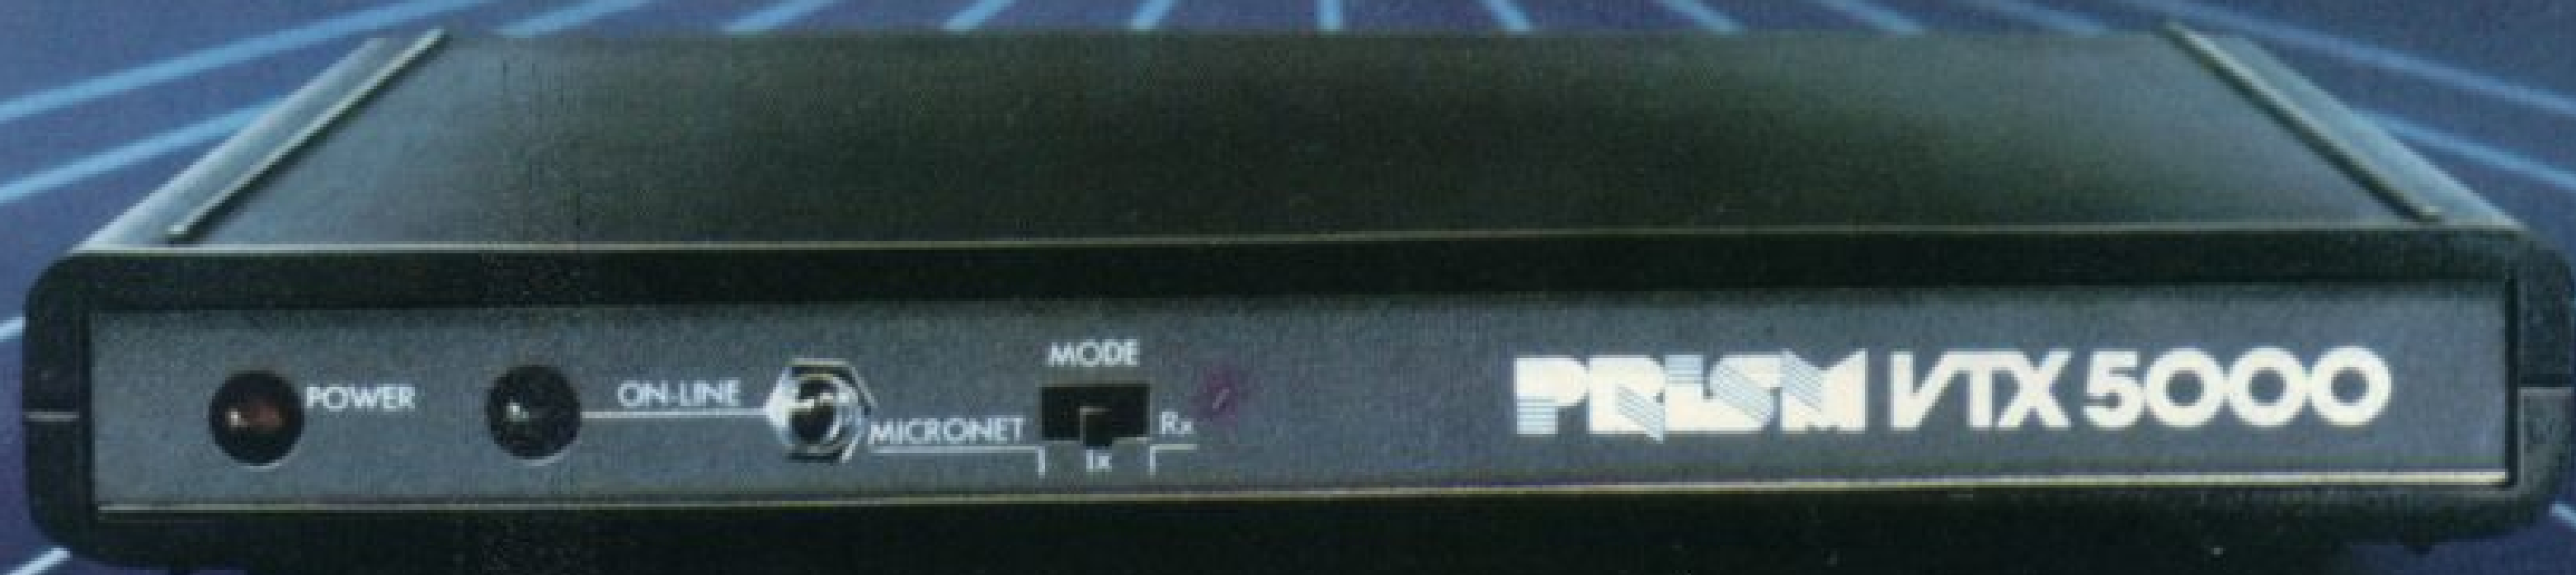 POWER
ON-LINE
MICRONET
MODE
Tx
Rx
PRISM VTX 5000